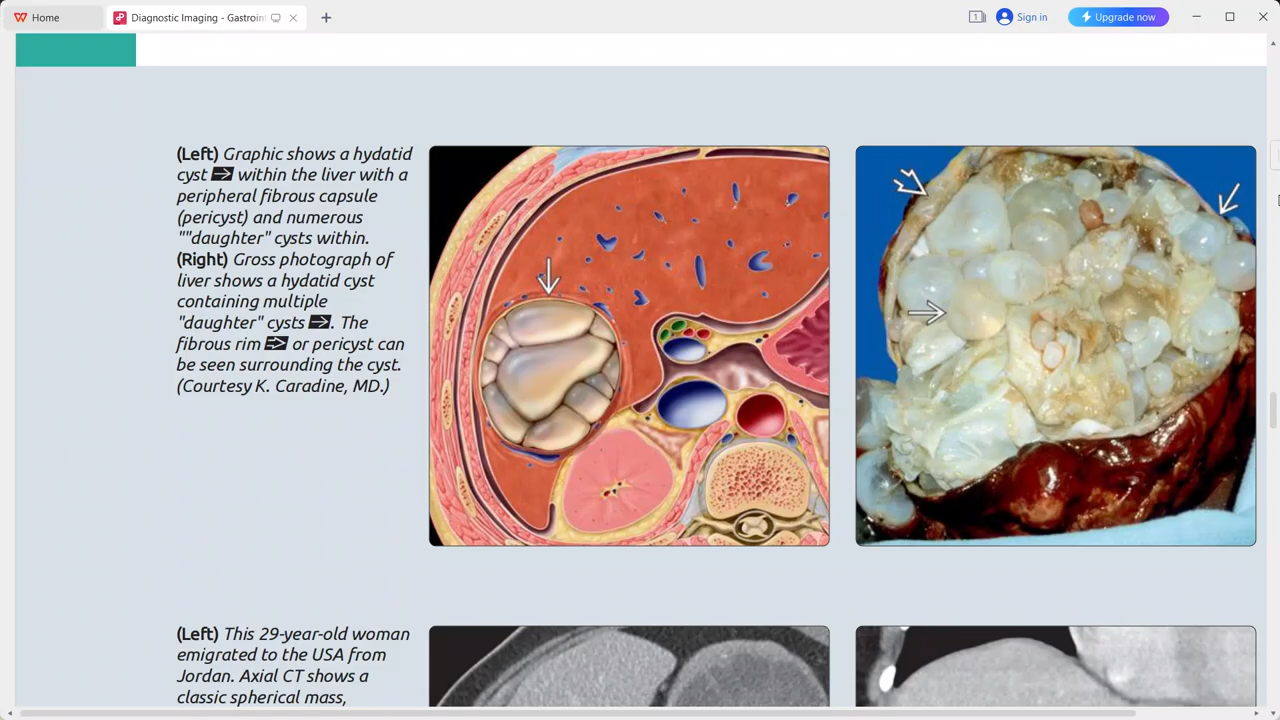 Home
Diagnostic Imaging - Gastroin
1
Sign in
Upgrade now
(Left) Graphic shows a hydatid
cyst within the liver with a
peripheral fibrous capsule
(pericyst) and numerous
""daughter" cysts within.
(Right) Gross photograph of
liver shows a hydatid cyst
containing multiple
"daughter" cysts. The
fibrous rim or pericyst can
be seen surrounding the cyst.
(Courtesy K. Caradine, MD.)
(Left) This 29-year-old woman
emigrated to the USA from
Jordan. Axial CT shows a
classic spherical mass,